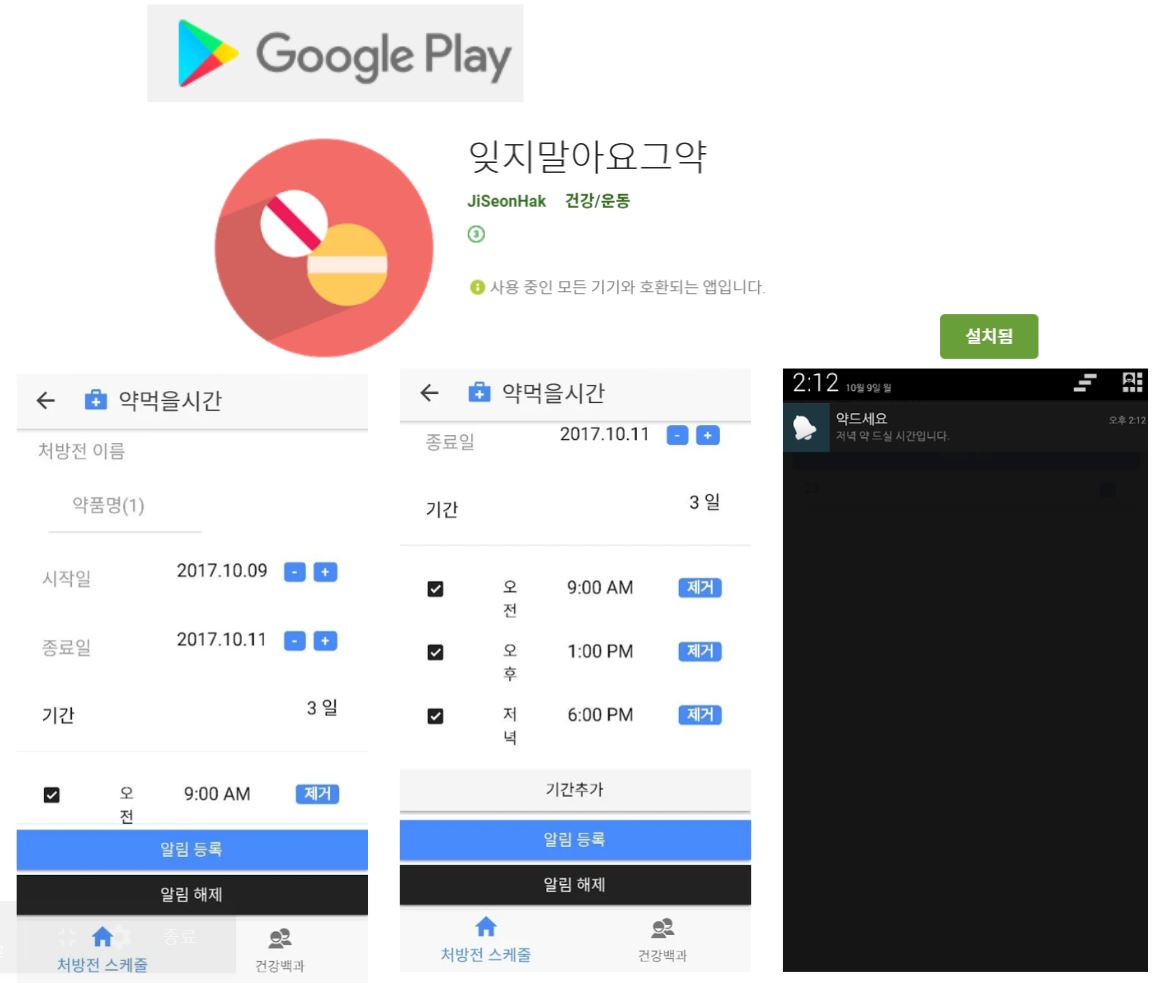 Google Play
잊지말아요그약
JiSeonHak 건강/운동
3
사용 중인 모든 기기와 호환되는 앱입니다.
설치됨
약먹을시간
처방전 이름
약품명(1)
시작일 2017.10.09 - +
종료일 2017.10.11 - +
기간 3 일
오전 9:00 AM 제거
알림 등록
알림 해제
종료
처방전 스케줄 건강백과
약먹을시간
종료일 2017.10.11 - +
기간 3 일
오전 9:00 AM 제거
오후 1:00 PM 제거
저녁 6:00 PM 제거
기간추가
알림 등록
알림 해제
처방전 스케줄 건강백과
2:12 10월 9일 월
약드세요 오후 2:12
저녁 약 드실 시간입니다.